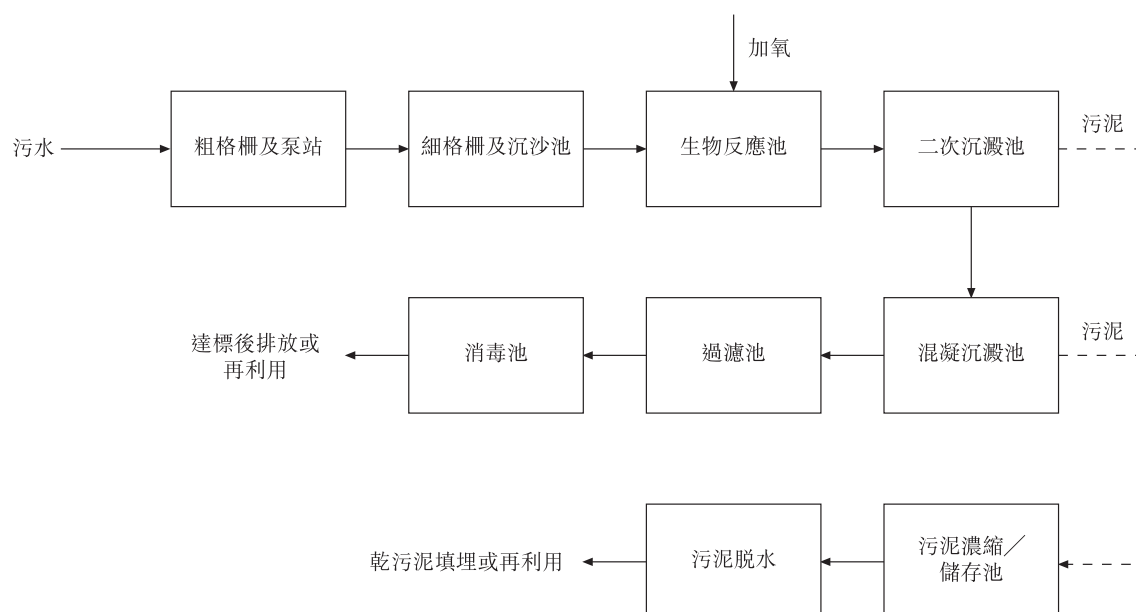 加氧
污水
粗格柵及泵站
細格柵及沉沙池
生物反應池
二次沉澱池
污泥
達標後排放或
再利用
消毒池
過濾池
混凝沉澱池
污泥
乾污泥填埋或再利用
污泥脱水
污泥濃縮／
儲存池